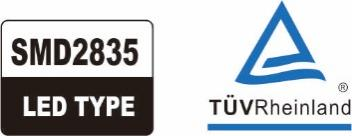 SMD2835
LED TYPE
®
TÜVRheinland